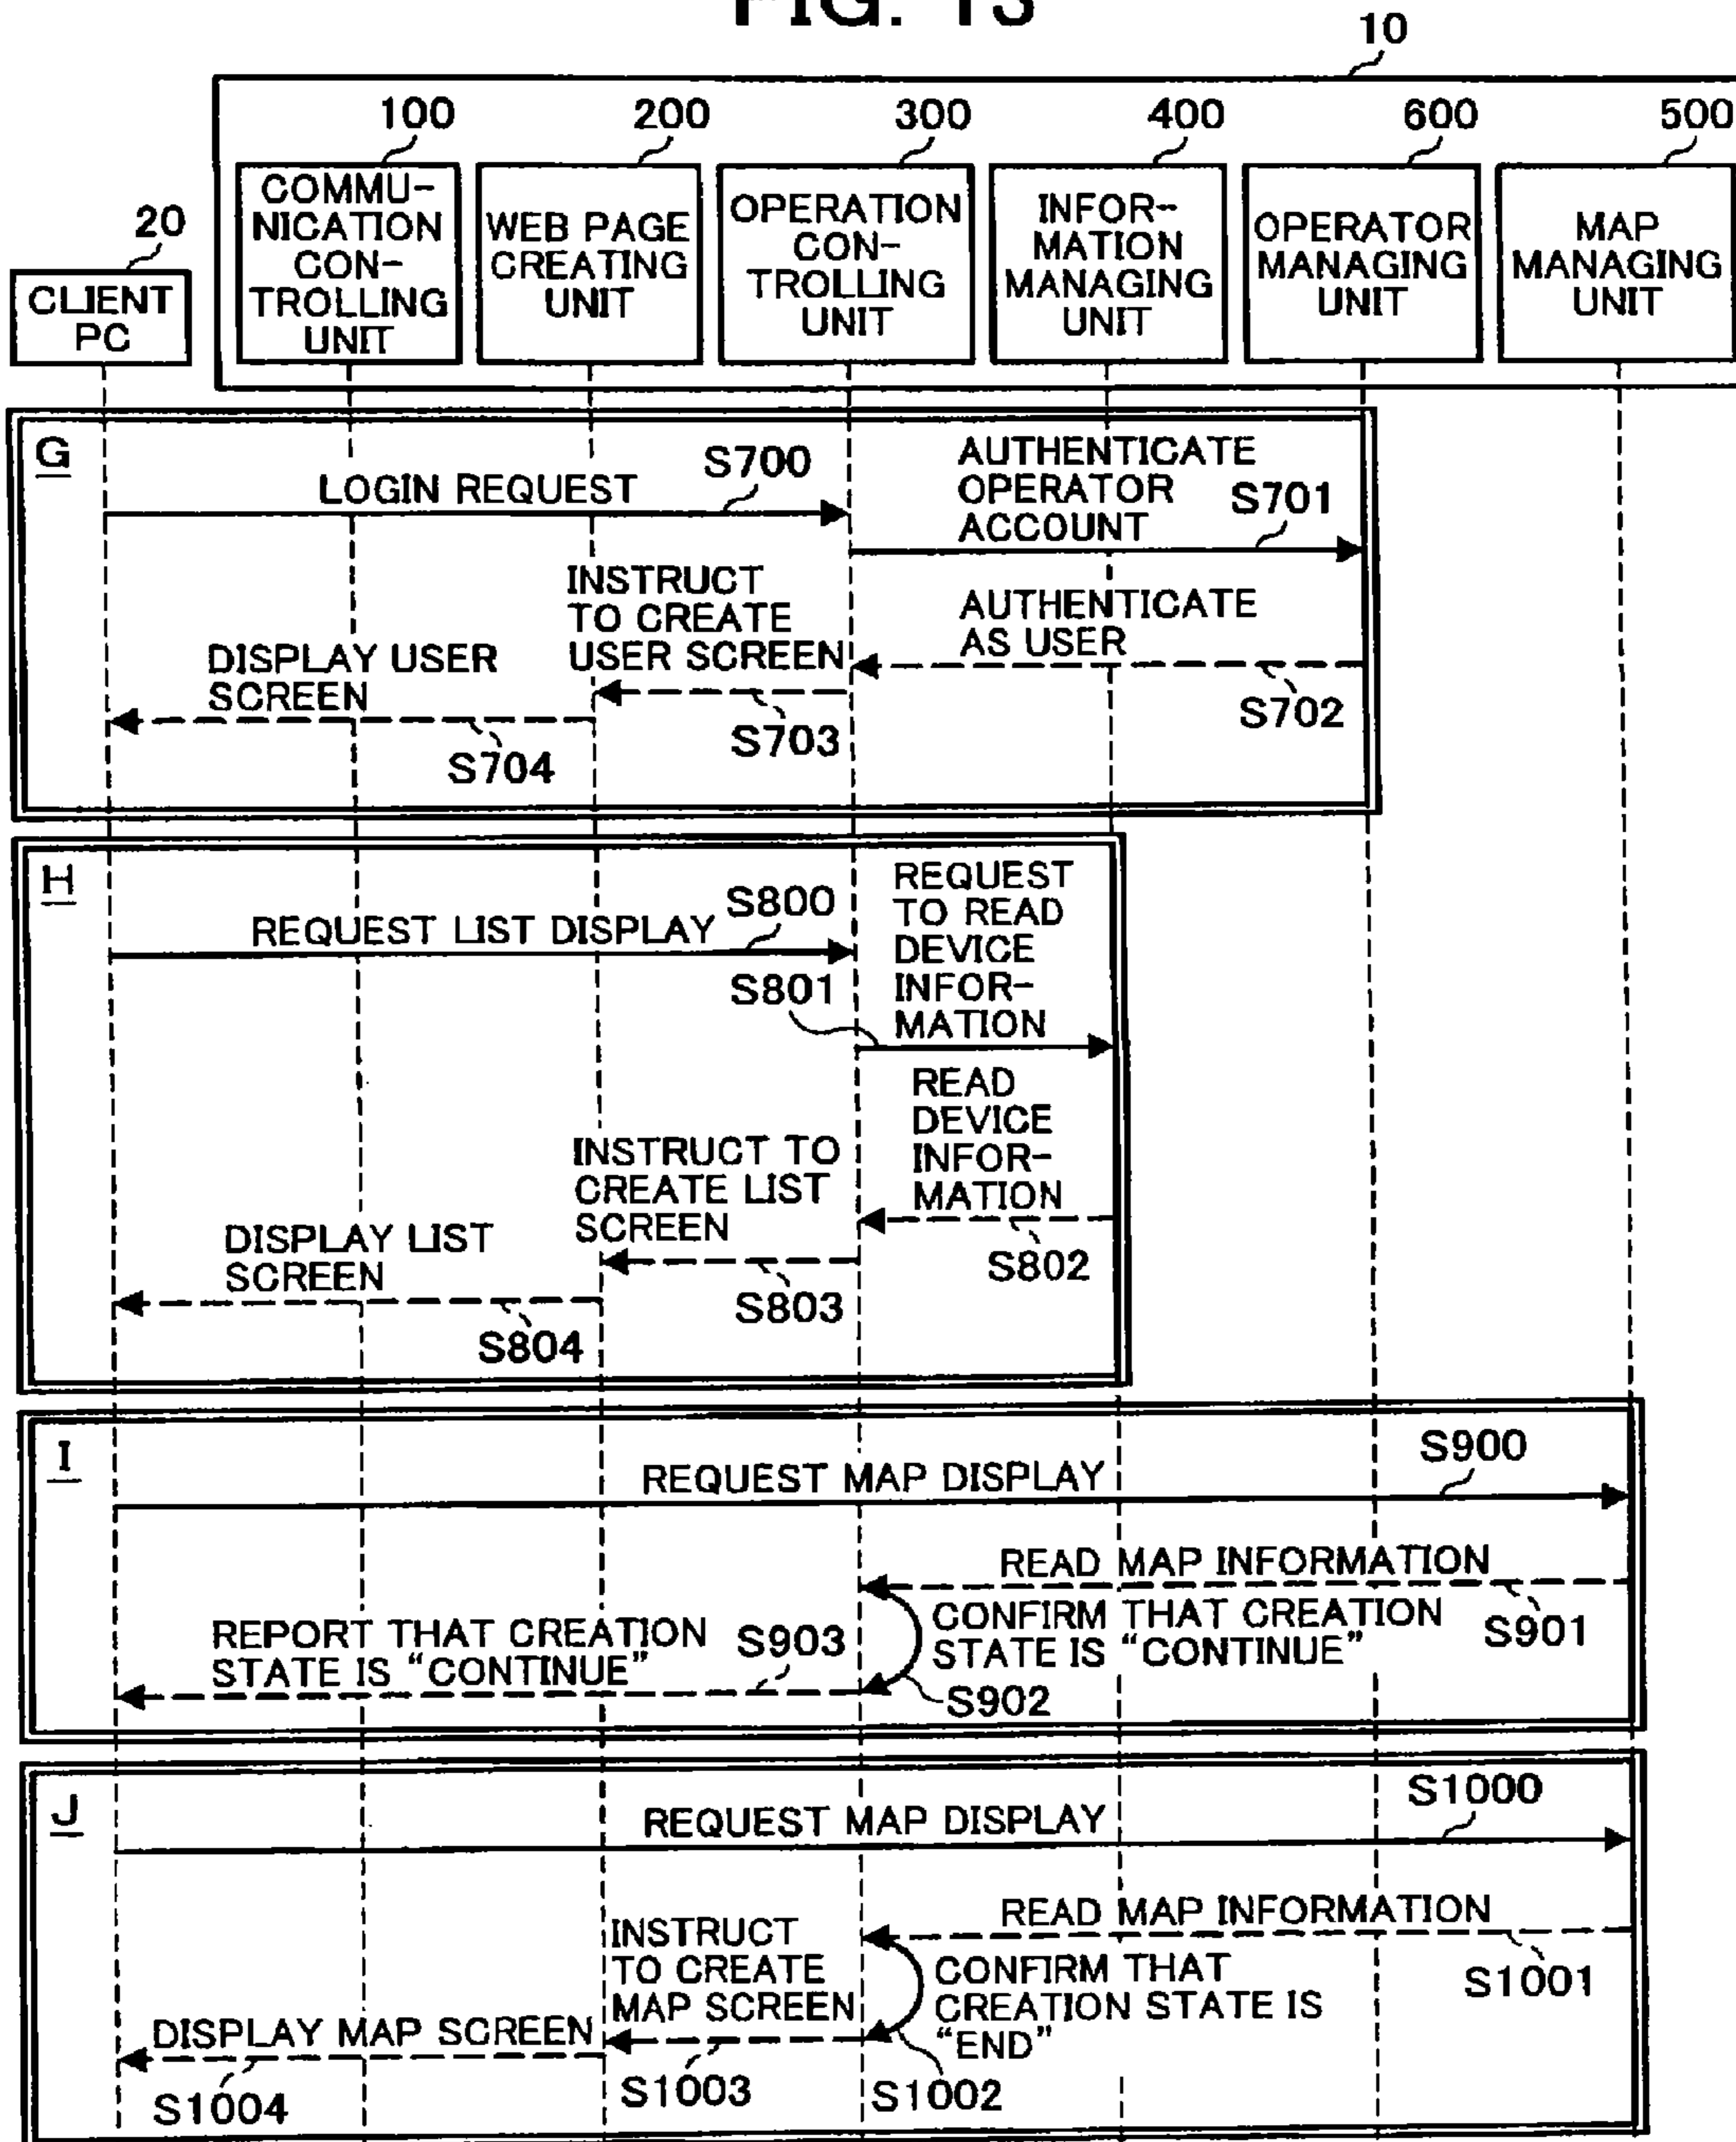 FIG. 13
10
100
200
300
400
600
500
20
CLIENT
PC
COMMU-
NICATION
CON-
TROLLING
UNIT
WEB PAGE
CREATING
UNIT
OPERATION
CON-
TROLLING
UNIT
INFOR-
MATION
MANAGING
UNIT
OPERATOR
MANAGING
UNIT
MAP
MANAGING
UNIT
G
LOGIN REQUEST
S700
AUTHENTICATE
OPERATOR
ACCOUNT
S701
INSTRUCT
TO CREATE
USER SCREEN
AUTHENTICATE
AS USER
S702
DISPLAY USER
SCREEN
S703
S704
H
REQUEST LIST DISPLAY
S800
REQUEST
TO READ
DEVICE
INFOR-
MATION
S801
READ
DEVICE
INFOR-
MATION
S802
INSTRUCT TO
CREATE LIST
SCREEN
S803
DISPLAY LIST
SCREEN
S804
I
REQUEST MAP DISPLAY
S900
READ MAP INFORMATION
S901
CONFIRM THAT CREATION
STATE IS “CONTINUE”
S902
REPORT THAT CREATION
STATE IS “CONTINUE”
S903
J
REQUEST MAP DISPLAY
S1000
READ MAP INFORMATION
S1001
CONFIRM THAT
CREATION STATE IS
“END”
S1002
INSTRUCT
TO CREATE
MAP SCREEN
S1003
DISPLAY MAP SCREEN
S1004